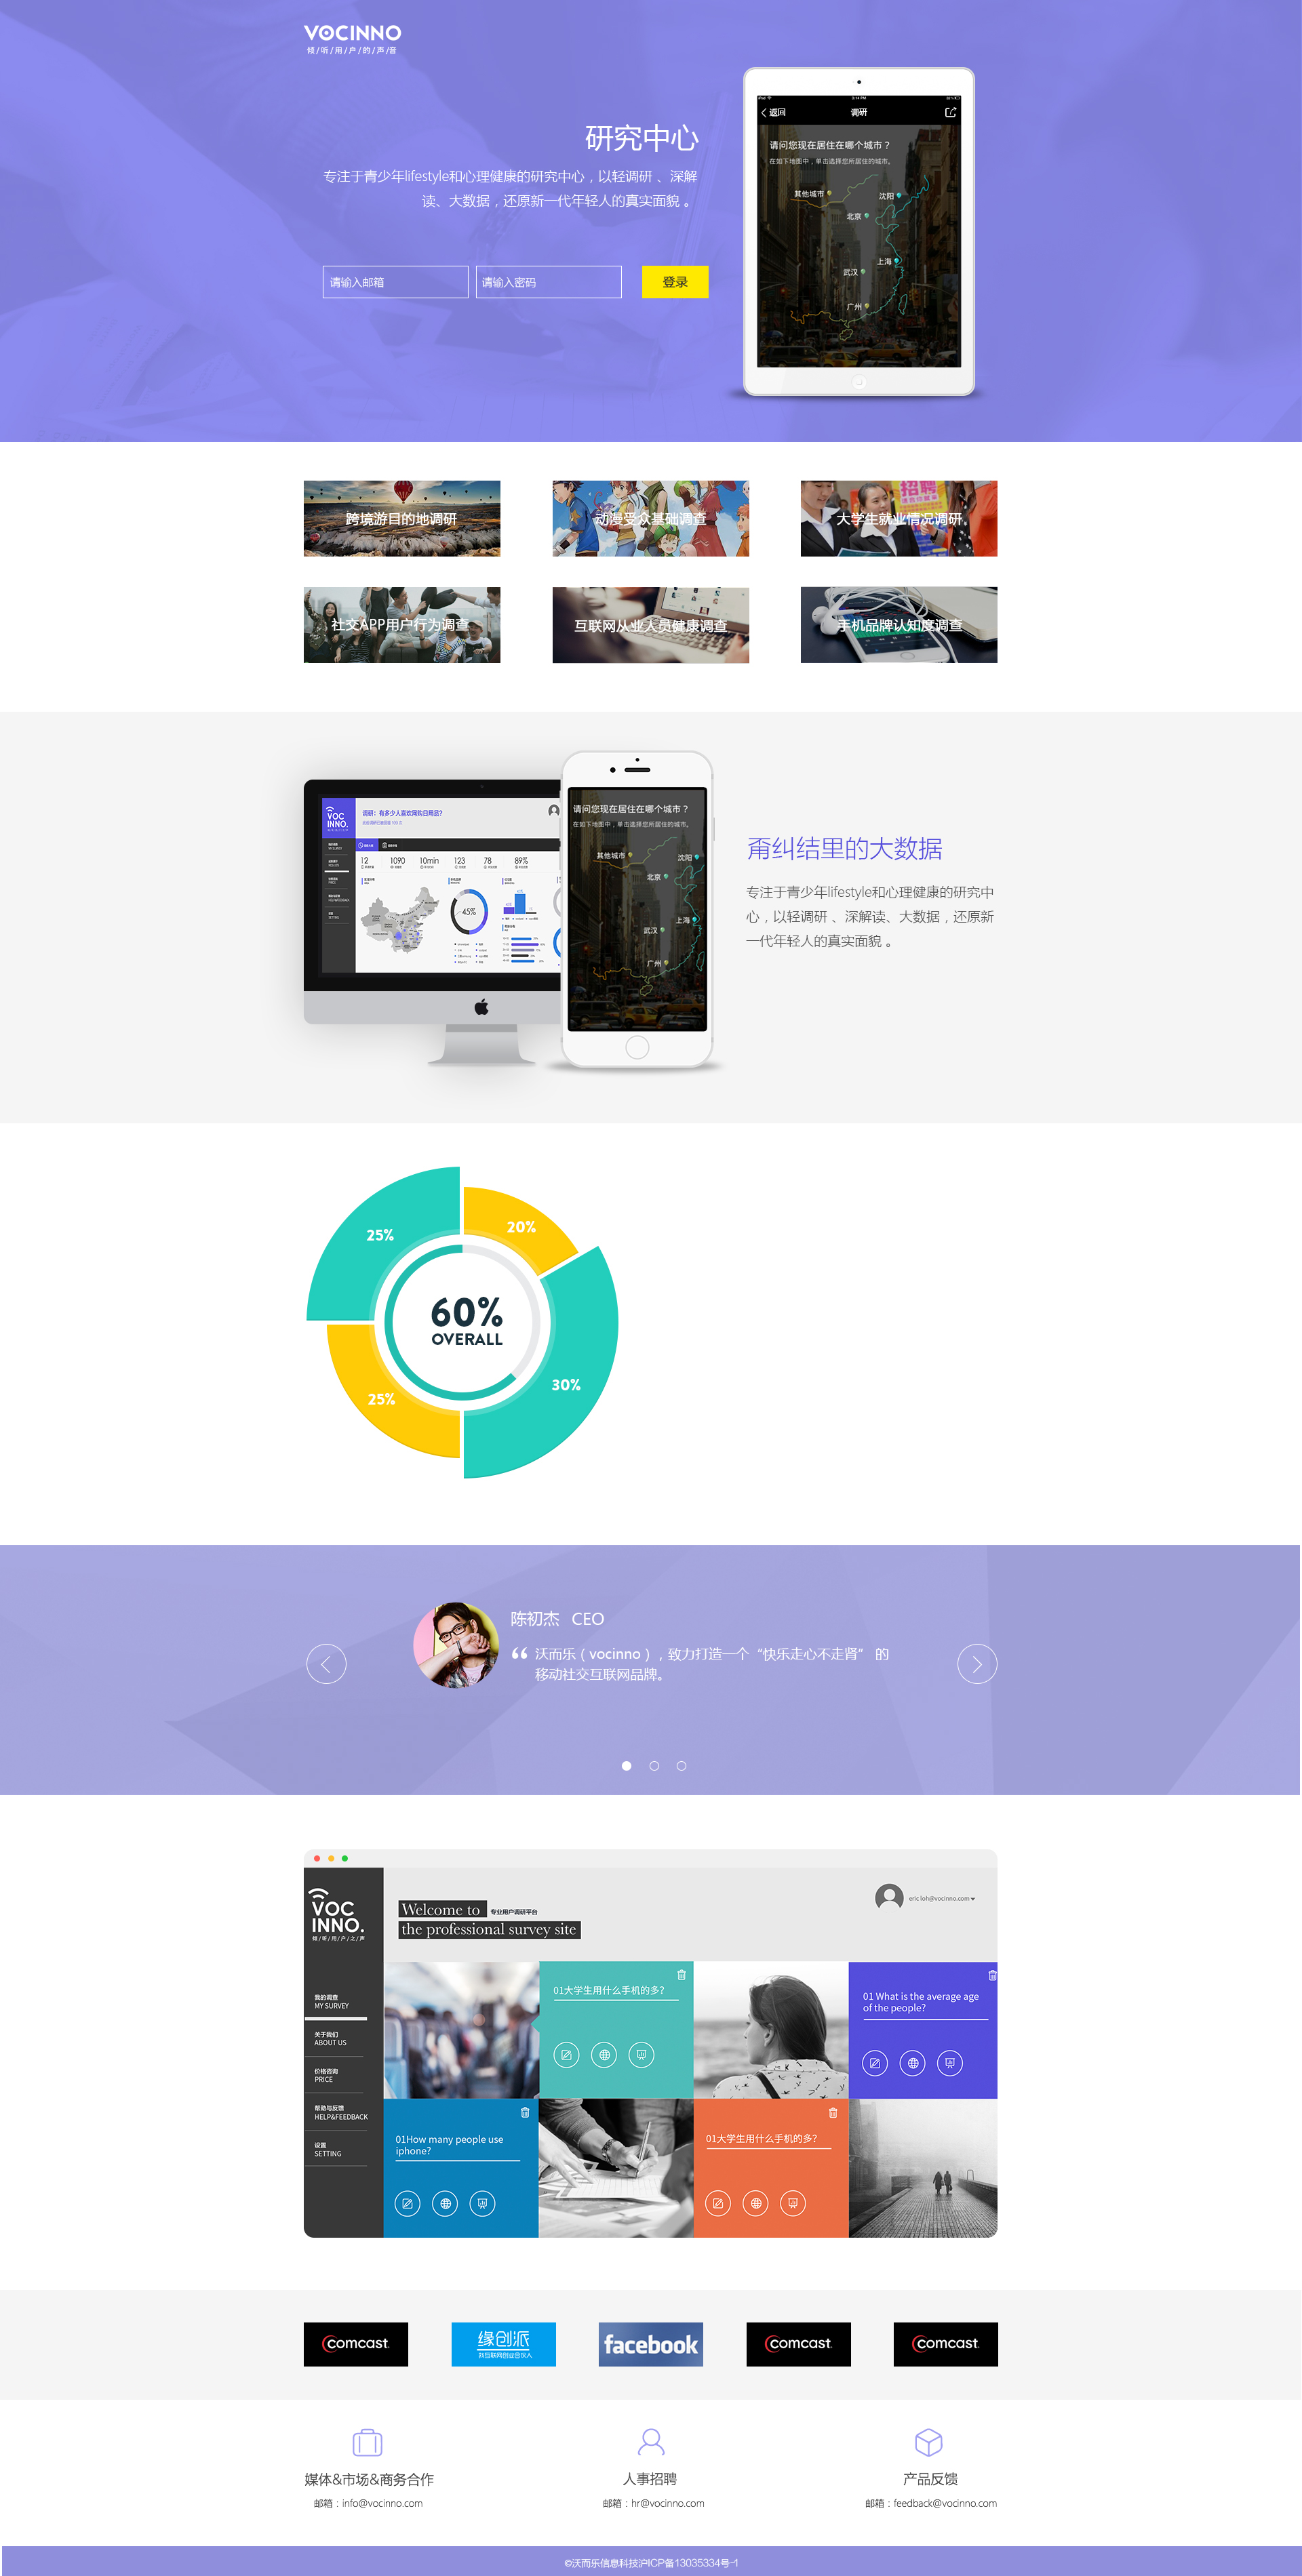 VOCINNO
倾/听/用/户/的/声/音
研究中心
专注于青少年lifestyle和心理健康的研究中心，以轻调研 、深解
读、大数据，还原新一代年轻人的真实面貌 。
请输入邮箱
请输入密码
登录
返回
调研
请问您现在居住在哪个城市？
在如下地图中，单击选择您所居住的城市。
其他城市
沈阳
北京
上海
武汉
广州
跨境游目的地调研
动漫受众基础调查
大学生就业情况调研
社交APP用户行为调查
互联网从业人员健康调查
手机品牌认知度调查
VOC
INNO.
调研：有多少人喜欢网购日用品？
12
1090
10min
123
78
89%
45%
请问您现在居住在哪个城市？
在如下地图中，单击选择您所居住的城市。
其他城市
沈阳
北京
上海
武汉
广州
甭纠结里的大数据
专注于青少年lifestyle和心理健康的研究中
心，以轻调研 、深解读、大数据，还原新
一代年轻人的真实面貌 。
25%
20%
60%
OVERALL
25%
30%
陈初杰 CEO
“ 沃而乐（vocinno），致力打造一个“快乐走心不走肾” 的
移动社交互联网品牌。
VOC
INNO.
倾/听/用/户/之/声
Welcome to
专业用户调研平台
the professional survey site
eric loh@vocinno.com
我的调查
MY SURVEY
关于我们
ABOUT US
价格咨询
PRICE
帮助与反馈
HELP&FEEDBACK
设置
SETTING
01大学生用什么手机的多？
01 What is the average age
of the people?
01How many people use
iphone?
01大学生用什么手机的多？
comcast
缘创派
找互联网创业合伙人
facebook
comcast
comcast
媒体&市场&商务合作
邮箱：info@vocinno.com
人事招聘
邮箱：hr@vocinno.com
产品反馈
邮箱：feedback@vocinno.com
©沃而乐信息科技沪ICP备13035334号-1